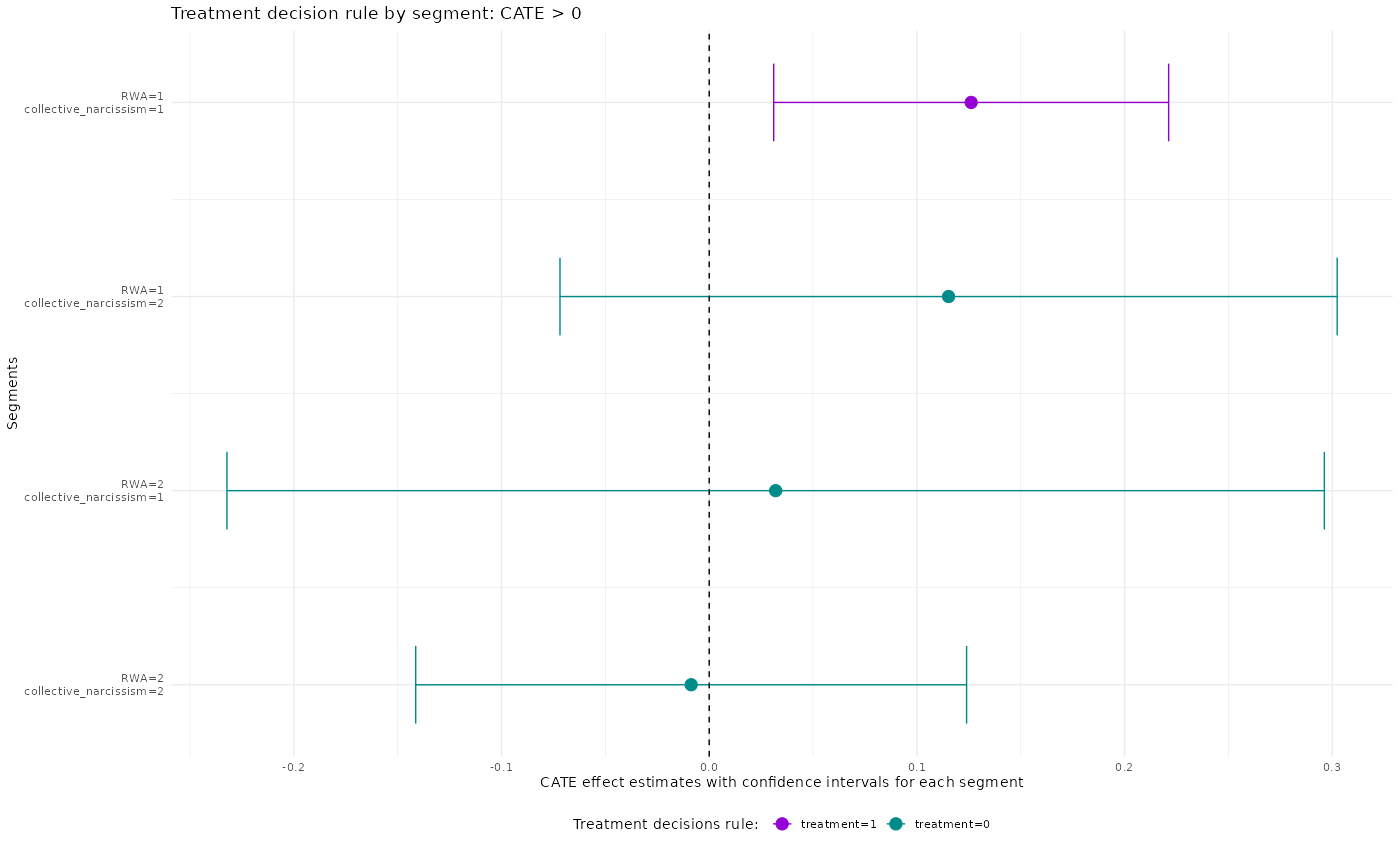 Treatment decision rule by segment: CATE > 0
Segments
RWA=1
collective_narcissism=1
RWA=1
collective_narcissism=2
RWA=2
collective_narcissism=1
RWA=2
collective_narcissism=2
-0.2 -0.1 0.0 0.1 0.2 0.3
CATE effect estimates with confidence intervals for each segment
Treatment decisions rule: treatment=1 treatment=0